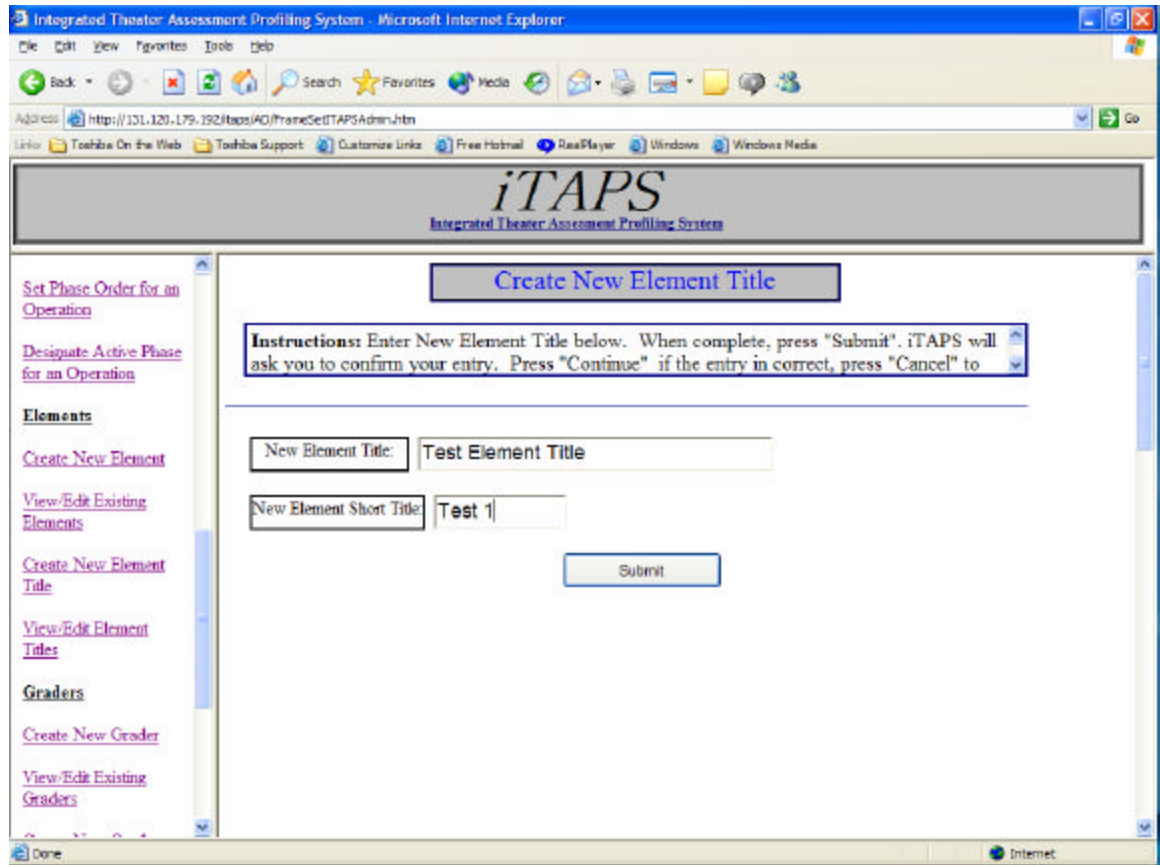 Integrated Theater Assessment Profiling System - Microsoft Internet Explorer
File Edit View Favorites Tools Help
Back Search Favorites Media
Address http://131.120.179.192/itaps/AO/FrameSetITAPSAdmin.htm Go
Links Toshiba On the Web Toshiba Support Customize Links Free Hotmail RealPlayer Windows Windows Media
iTAPS
Integrated Theater Assessment Profiling System
Set Phase Order for an
Operation
Designate Active Phase
for an Operation
Elements
Create New Element
View/Edit Existing
Elements
Create New Element
Title
View/Edit Element
Titles
Graders
Create New Grader
View/Edit Existing
Graders
Create New Element Title
Instructions: Enter New Element Title below. When complete, press "Submit". iTAPS will
ask you to confirm your entry. Press "Continue" if the entry in correct, press "Cancel" to
New Element Title: Test Element Title
New Element Short Title: Test 1
Submit
Done Internet